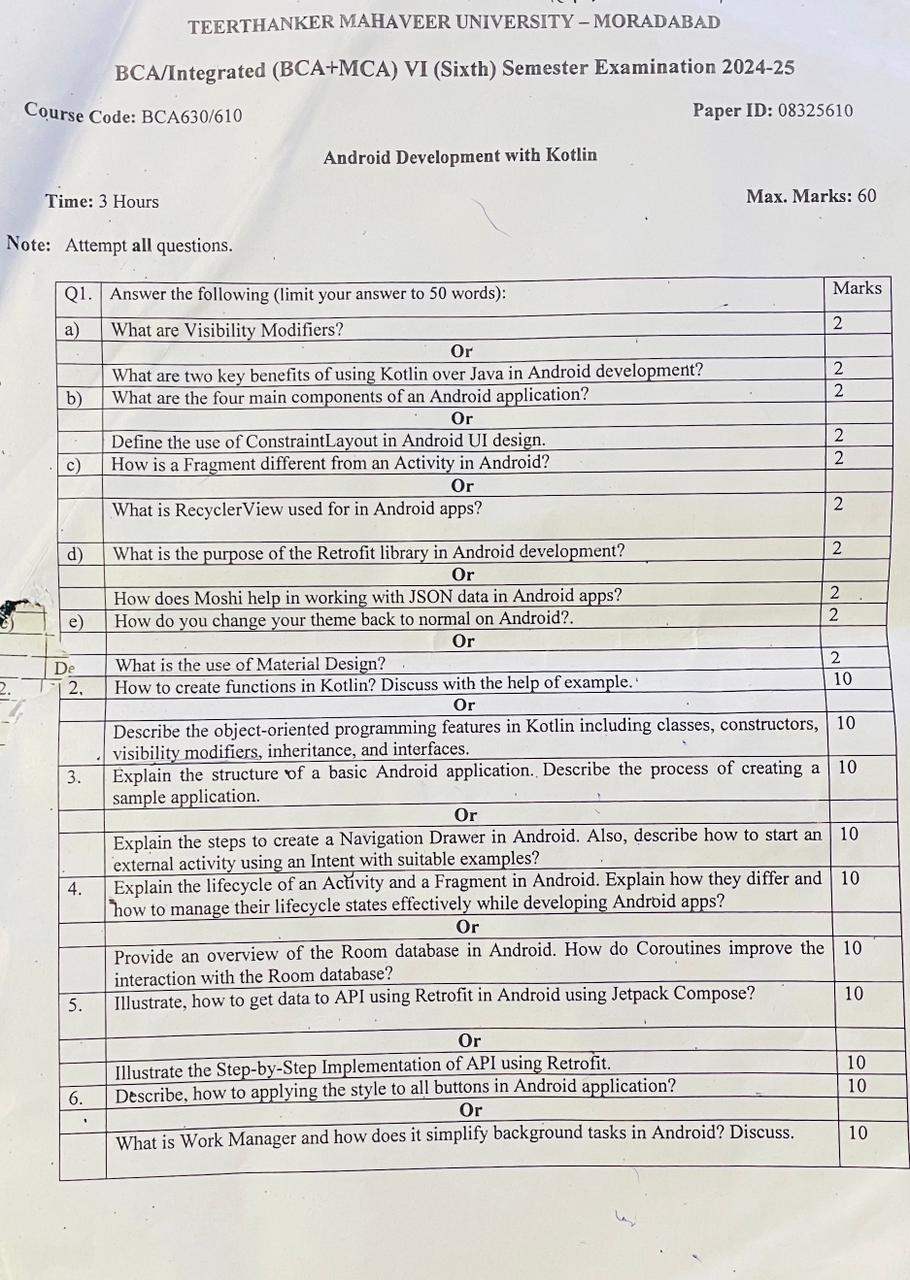 TEERTHANKER MAHAVEER UNIVERSITY – MORADABAD
BCA/Integrated (BCA+MCA) VI (Sixth) Semester Examination 2024-25
Course Code: BCA630/610
Paper ID: 08325610
Android Development with Kotlin
Time: 3 Hours
Max. Marks: 60
Note: Attempt all questions.
Q1. Answer the following (limit your answer to 50 words): Marks
a) What are Visibility Modifiers? 2
Or
What are two key benefits of using Kotlin over Java in Android development? 2
b) What are the four main components of an Android application? 2
Or
Define the use of ConstraintLayout in Android UI design. 2
c) How is a Fragment different from an Activity in Android? 2
Or
What is RecyclerView used for in Android apps? 2
d) What is the purpose of the Retrofit library in Android development? 2
Or
How does Moshi help in working with JSON data in Android apps? 2
e) How do you change your theme back to normal on Android?. 2
Or
What is the use of Material Design? 2
De
2. How to create functions in Kotlin? Discuss with the help of example. 10
Or
Describe the object-oriented programming features in Kotlin including classes, constructors, 10
visibility modifiers, inheritance, and interfaces.
3. Explain the structure of a basic Android application. Describe the process of creating a 10
sample application.
Or
Explain the steps to create a Navigation Drawer in Android. Also, describe how to start an 10
external activity using an Intent with suitable examples?
4. Explain the lifecycle of an Activity and a Fragment in Android. Explain how they differ and 10
how to manage their lifecycle states effectively while developing Android apps?
Or
Provide an overview of the Room database in Android. How do Coroutines improve the 10
interaction with the Room database?
5. Illustrate, how to get data to API using Retrofit in Android using Jetpack Compose? 10
Or
Illustrate the Step-by-Step Implementation of API using Retrofit. 10
6. Describe, how to applying the style to all buttons in Android application? 10
Or
What is Work Manager and how does it simplify background tasks in Android? Discuss. 10